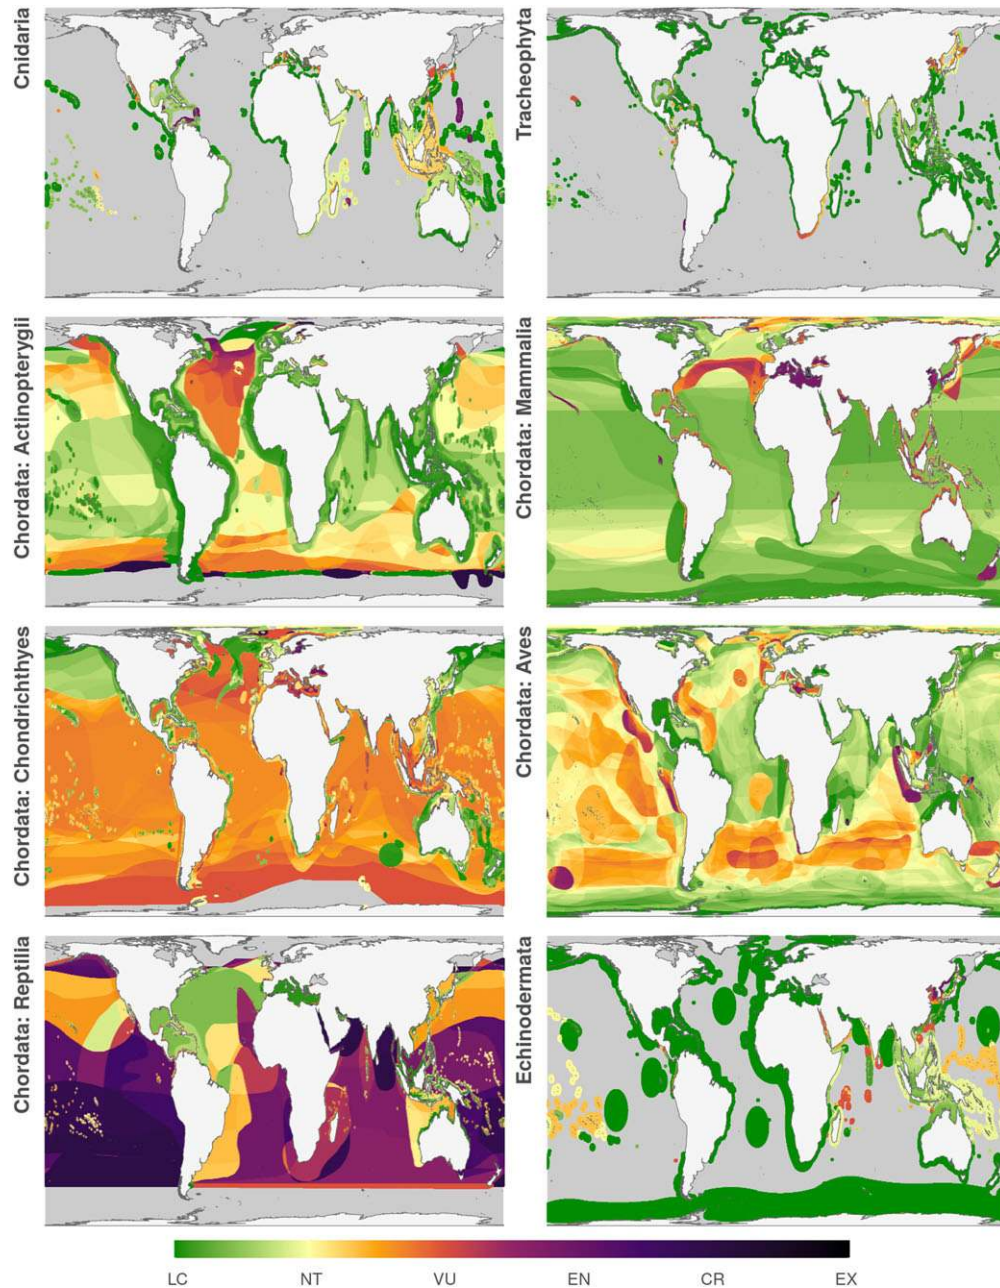 Cnidaria
Tracheophyta
Chordata: Actinopterygii
Chordata: Mammalia
Chordata: Chondrichthyes
Chordata: Aves
Chordata: Reptilia
Echinodermata
LC NT VU EN CR EX